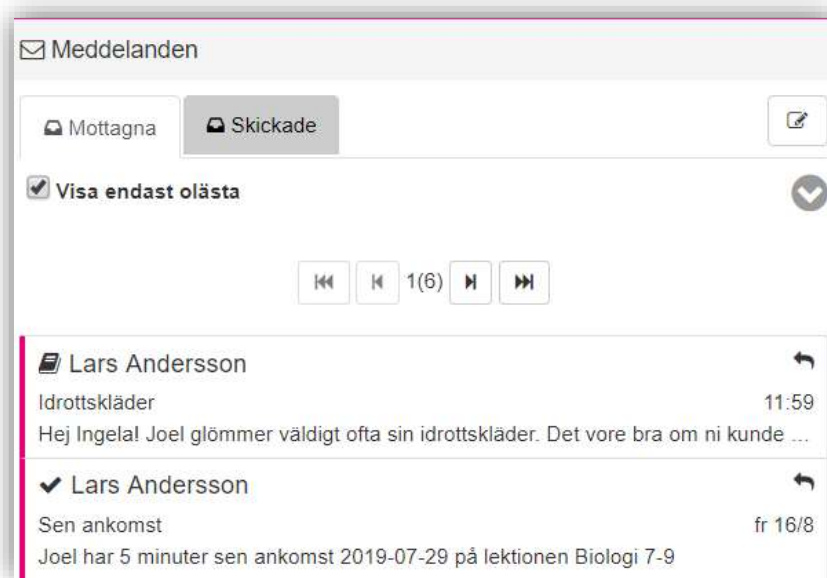 Meddelanden
Mottagna
Skickade
Visa endast olästa
1(6)
Lars Andersson
Idrottskläder 11:59
Hej Ingela! Joel glömmer väldigt ofta sin idrottskläder. Det vore bra om ni kunde ...
Lars Andersson
Sen ankomst fr 16/8
Joel har 5 minuter sen ankomst 2019-07-29 på lektionen Biologi 7-9